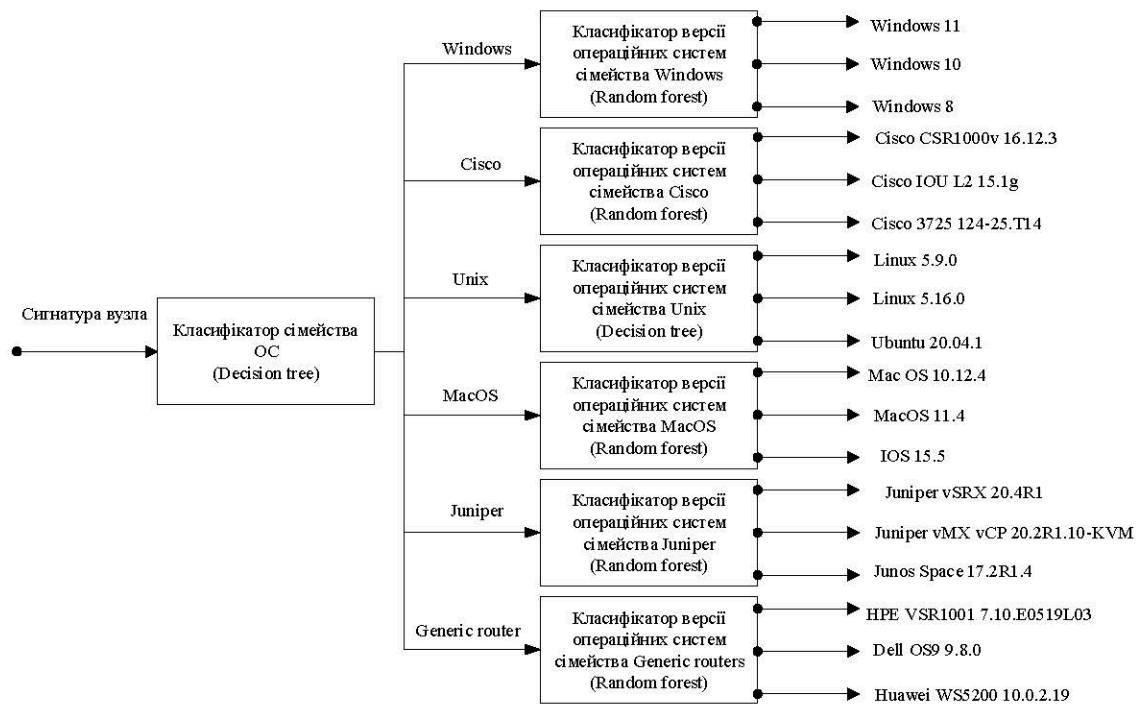 Сигнатура вузла
Класифікатор сімейства
ОС
(Decision tree)
Windows
Класифікатор версії
операційних систем
сімейства Windows
(Random forest)
Windows 11
Windows 10
Windows 8
Cisco
Класифікатор версії
операційних систем
сімейства Cisco
(Random forest)
Cisco CSR1000v 16.12.3
Cisco IOU L2 15.1g
Cisco 3725 124-25.T14
Unix
Класифікатор версії
операційних систем
сімейства Unix
(Decision tree)
Linux 5.9.0
Linux 5.16.0
Ubuntu 20.04.1
MacOS
Класифікатор версії
операційних систем
сімейства MacOS
(Random forest)
Mac OS 10.12.4
MacOS 11.4
IOS 15.5
Juniper
Класифікатор версії
операційних систем
сімейства Juniper
(Random forest)
Juniper vSRX 20.4R1
Juniper vMX vCP 20.2R1.10-KVM
Junos Space 17.2R1.4
Generic router
Класифікатор версії
операційних систем
сімейства Generic routers
(Random forest)
HPE VSR1001 7.10.E0519L03
Dell OS9 9.8.0
Huawei WS5200 10.0.2.19